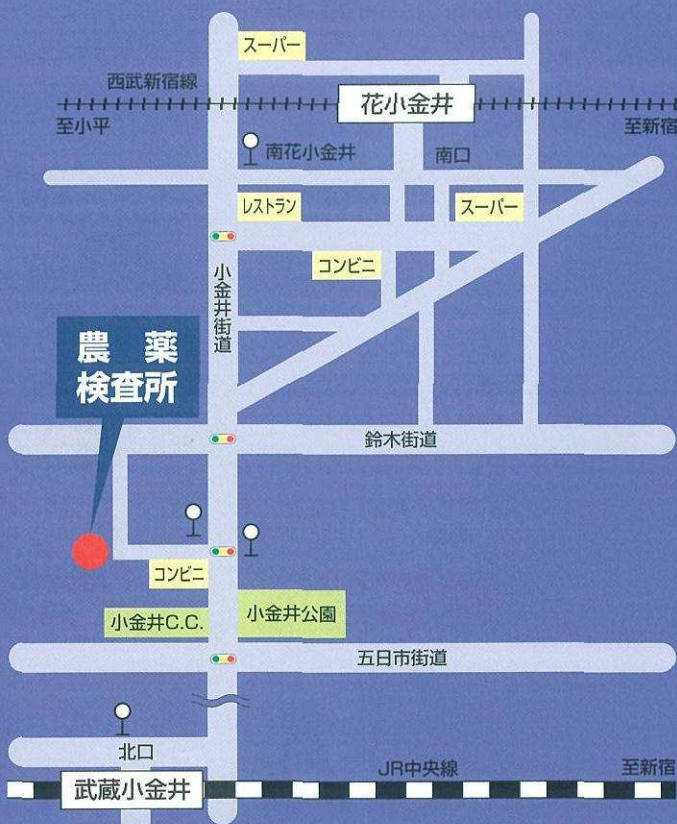 スーパー
西武新宿線
花小金井
至小平
至新宿
南花小金井
南口
レストラン
スーパー
コンビニ
小金井街道
農薬
検査所
鈴木街道
コンビニ
小金井C.C.
小金井公園
五日市街道
北口
JR中央線
至新宿
武蔵小金井